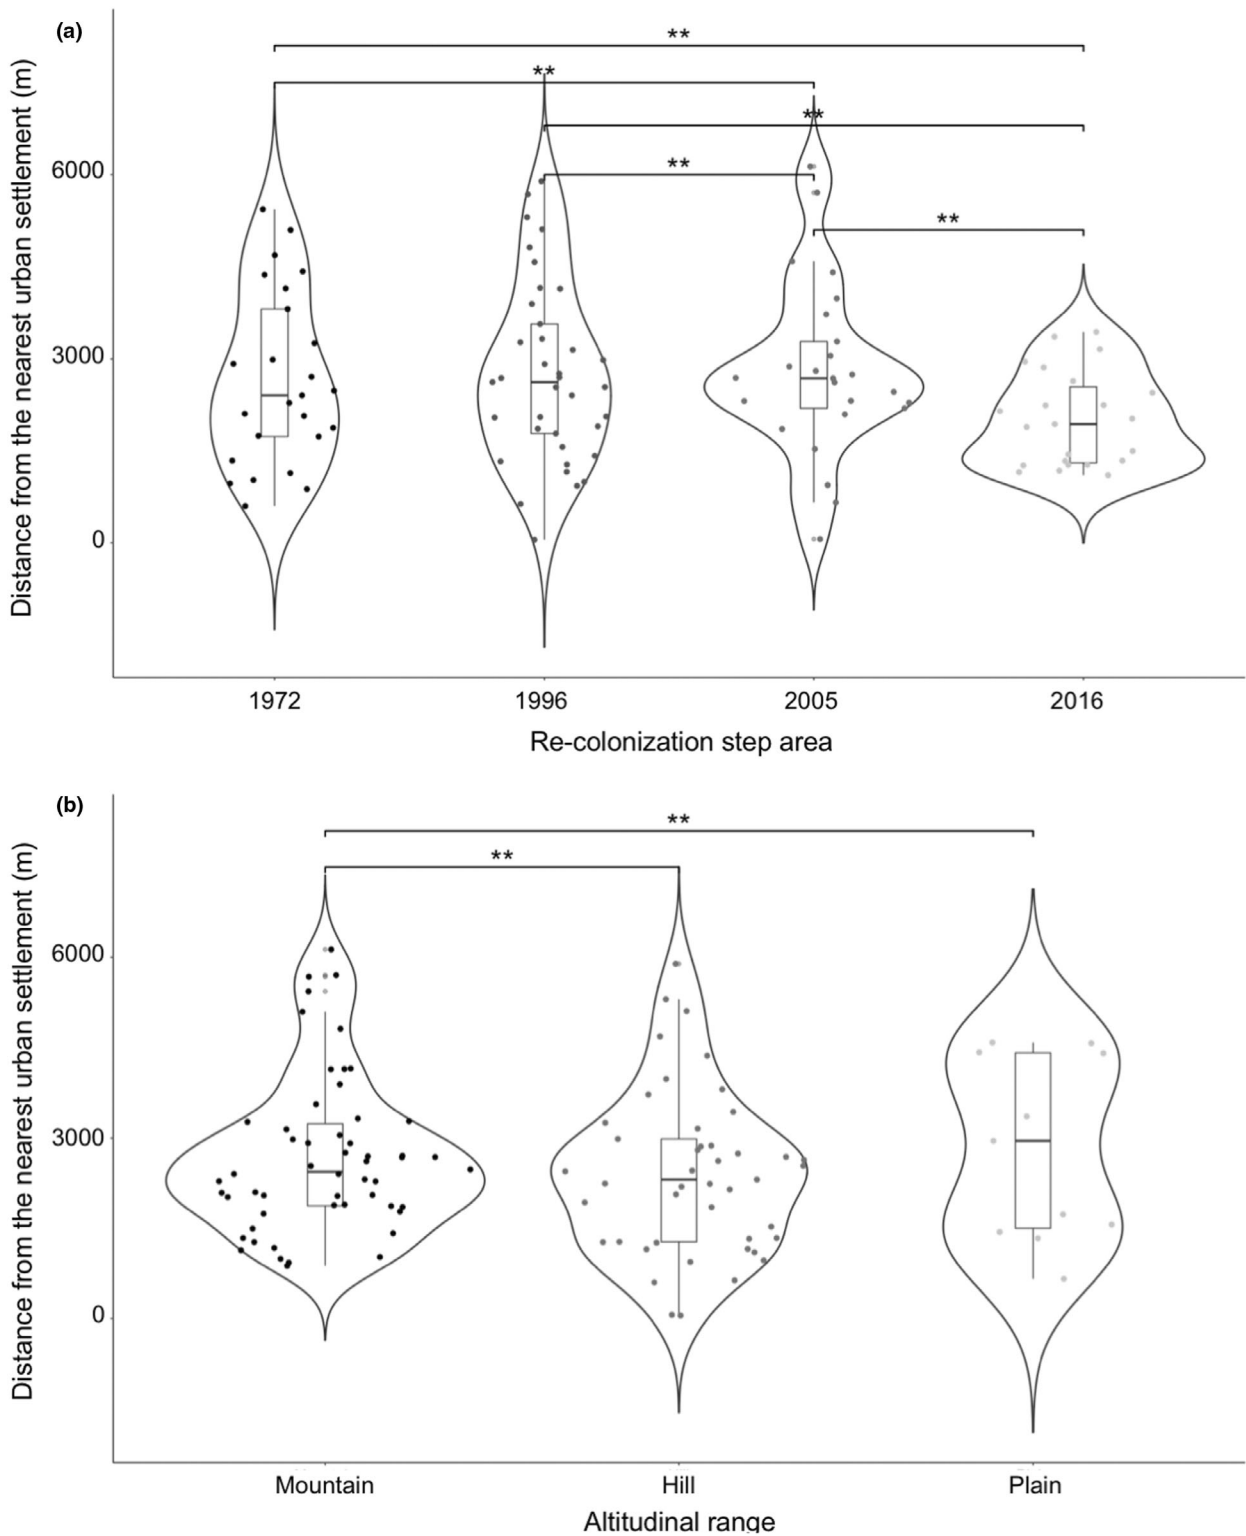 (a)
Distance from the nearest urban settlement (m)
**
**
**
6000
**
**
3000
0
1972 1996 2005 2016
Re-colonization step area
(b)
Distance from the nearest urban settlement (m)
**
**
6000
3000
0
Mountain Hill Plain
Altitudinal range